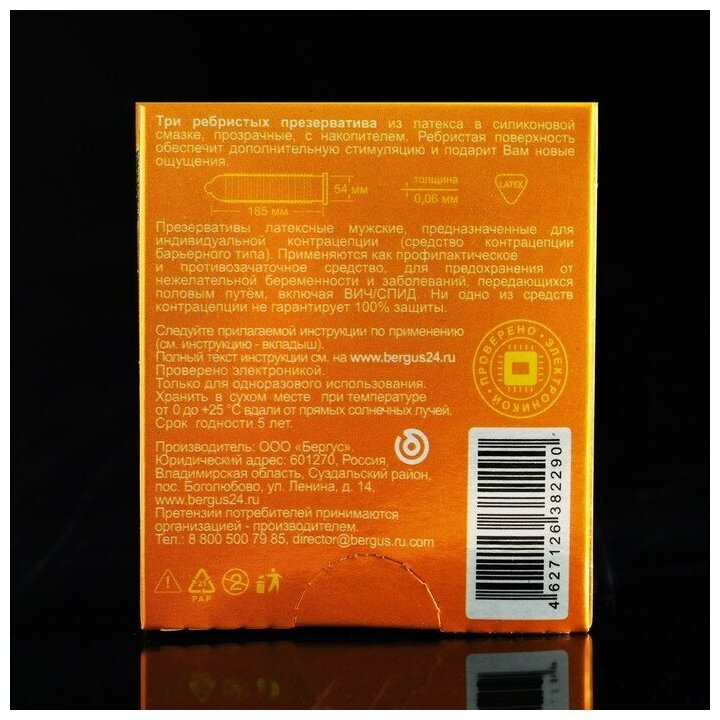 Три ребристых презерватива из латекса в силиконовой
смазке, прозрачные, с накопителем. Ребристая поверхность
обеспечит дополнительную стимуляцию и подарит Вам новые
ощущения.
54 мм
185 мм
толщина
0,06 мм
LATEX
Презервативы латексные мужские, предназначенные для
индивидуальной контрацепции (средство контрацепции
барьерного типа). Применяются как профилактическое
и противозачаточное средство, для предохранения от
нежелательной беременности и заболеваний, передающихся
половым путём, включая ВИЧ/СПИД. Ни одно из средств
контрацепции не гарантирует 100% защиты.
Следуйте прилагаемой инструкции по применению
(см. инструкцию - вкладыш).
Полный текст инструкции см. на www.bergus24.ru
Проверено электроникой.
Только для одноразового использования.
Хранить в сухом месте при температуре
от 0 до +25 °C вдали от прямых солнечных лучей.
Срок годности 5 лет.
ПРОВЕРЕНО • ЭЛЕКТРОНИКОЙ •
Производитель: ООО «Бергус».
Юридический адрес: 601270, Россия,
Владимирская область, Суздальский район,
пос. Боголюбово, ул. Ленина, д. 14,
www.bergus24.ru
Претензии потребителей принимаются
организацией - производителем.
Тел.: 8 800 500 79 85, director@bergus.ru.com
4 627126 382290
21
PAP
2